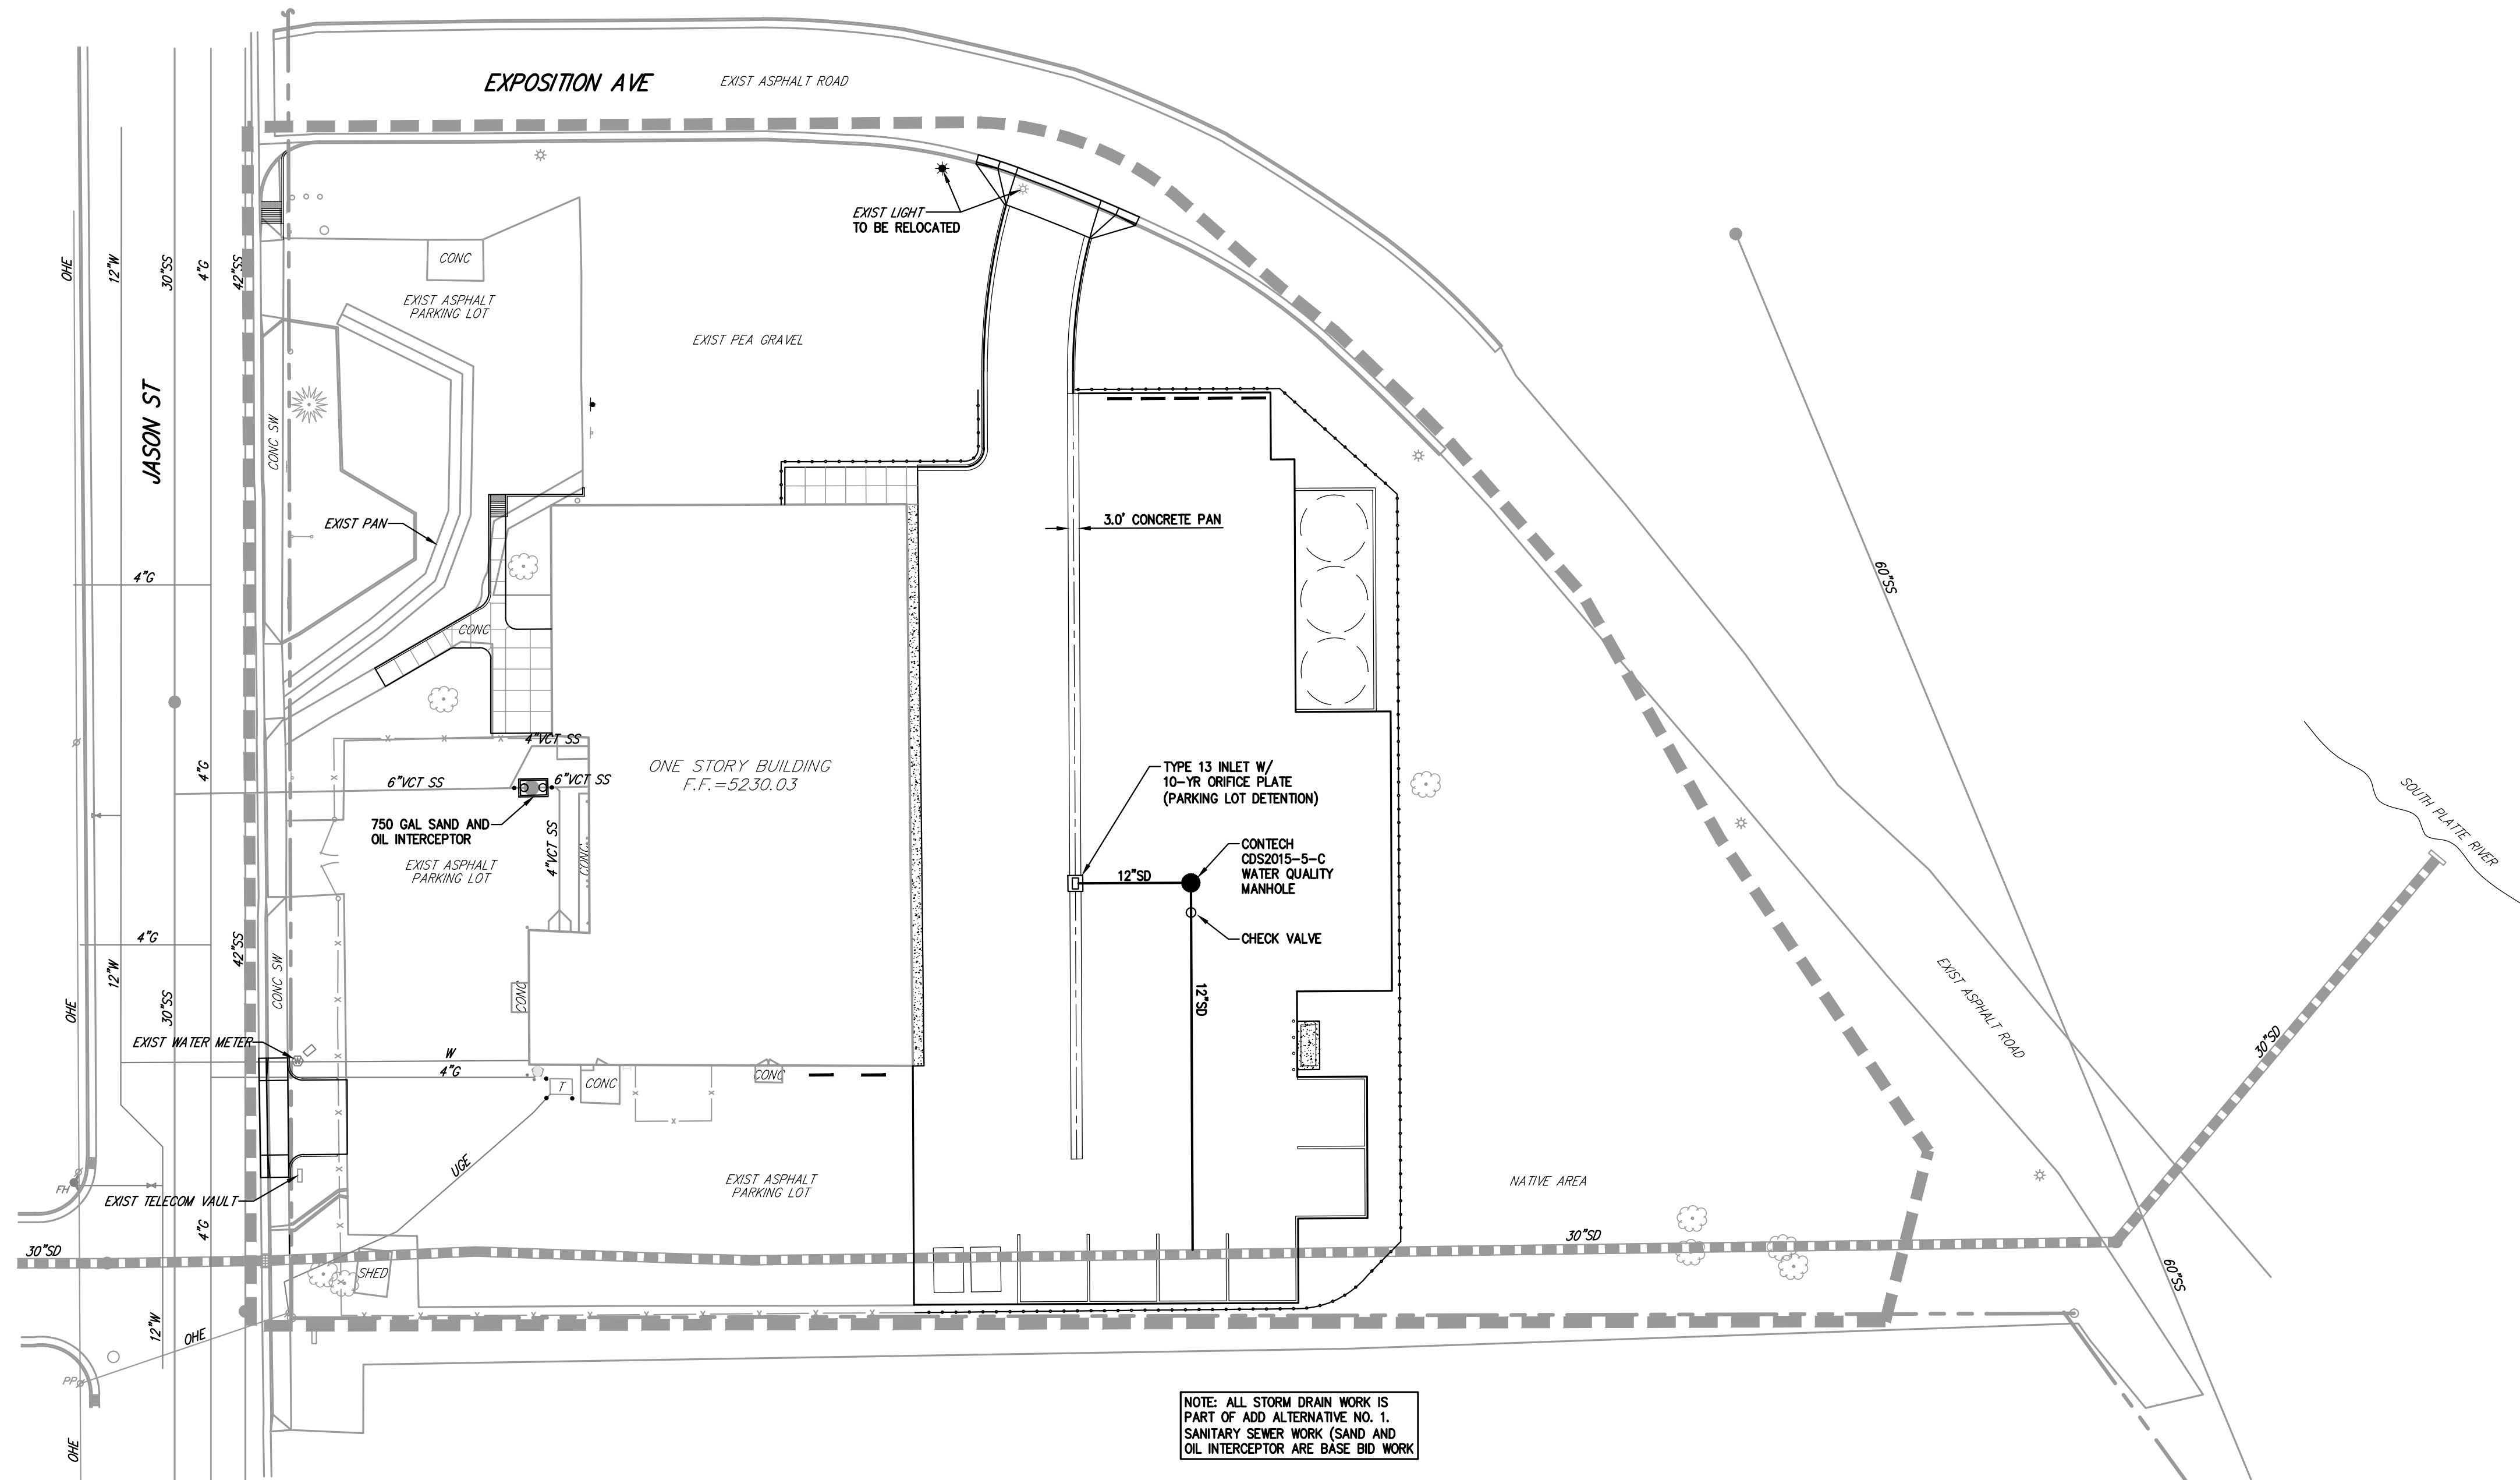 EXPOSITION AVE
EXIST ASPHALT ROAD
EXIST LIGHT
TO BE RELOCATED
OHE
12"W
30"SS
4"G
42"SS
CONC
EXIST ASPHALT
PARKING LOT
EXIST PEA GRAVEL
JASON ST
CONC SW
EXIST PAN
3.0' CONCRETE PAN
60"SS
4"G
CONC
4"VCT SS
ONE STORY BUILDING
F.F.=5230.03
4"G
6"VCT SS
6"VCT SS
750 GAL SAND AND
OIL INTERCEPTOR
4"VCT SS
CONC
EXIST ASPHALT
PARKING LOT
TYPE 13 INLET W/
10-YR ORIFICE PLATE
(PARKING LOT DETENTION)
SOUTH PLATTE RIVER
12"SD
CONTECH
CDS2015-5-C
WATER QUALITY
MANHOLE
CHECK VALVE
4"G
42"SS
12"W
CONC SW
OHE
30"SS
CONC
12"SD
EXIST ASPHALT ROAD
30"SD
EXIST WATER METER
W
W
4"G
T
CONC
CONC
UGE
FH
EXIST TELECOM VAULT
EXIST ASPHALT
PARKING LOT
NATIVE AREA
4"G
30"SD
30"SD
SHED
60"SS
12"W
OHE
PP
OHE
NOTE: ALL STORM DRAIN WORK IS
PART OF ADD ALTERNATIVE NO. 1.
SANITARY SEWER WORK (SAND AND
OIL INTERCEPTOR ARE BASE BID WORK